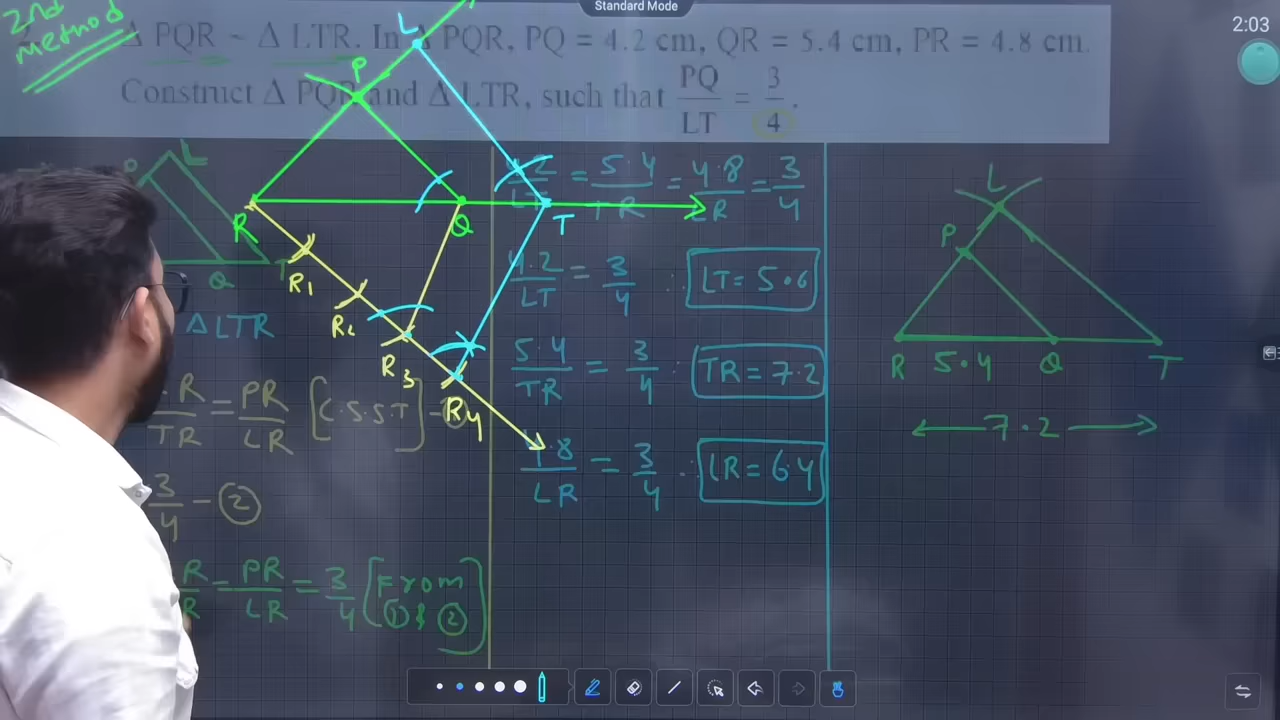 Standard Mode
2:03
2nd method
Δ PQR ~ Δ LTR. In Δ PQR, PQ = 4.2 cm, QR = 5.4 cm, PR = 4.8 cm.
Construct Δ PQR and Δ LTR, such that PQ/LT = 3/4.
L
P
R
Q
T
R1
R2
R3
R4
L
Q
T
Δ LTR
R/TR = PR/LR [C.S.S.T]
3/4 - ②
R/R = PR/LR = 3/4 [From ① & ②]
4.2/LT = 5.4/TR = 4.8/LR = 3/4
4.2/LT = 3/4 ∴ LT = 5.6
5.4/TR = 3/4 ∴ TR = 7.2
4.8/LR = 3/4 ∴ LR = 6.4
L
P
R 5.4 Q T
7.2